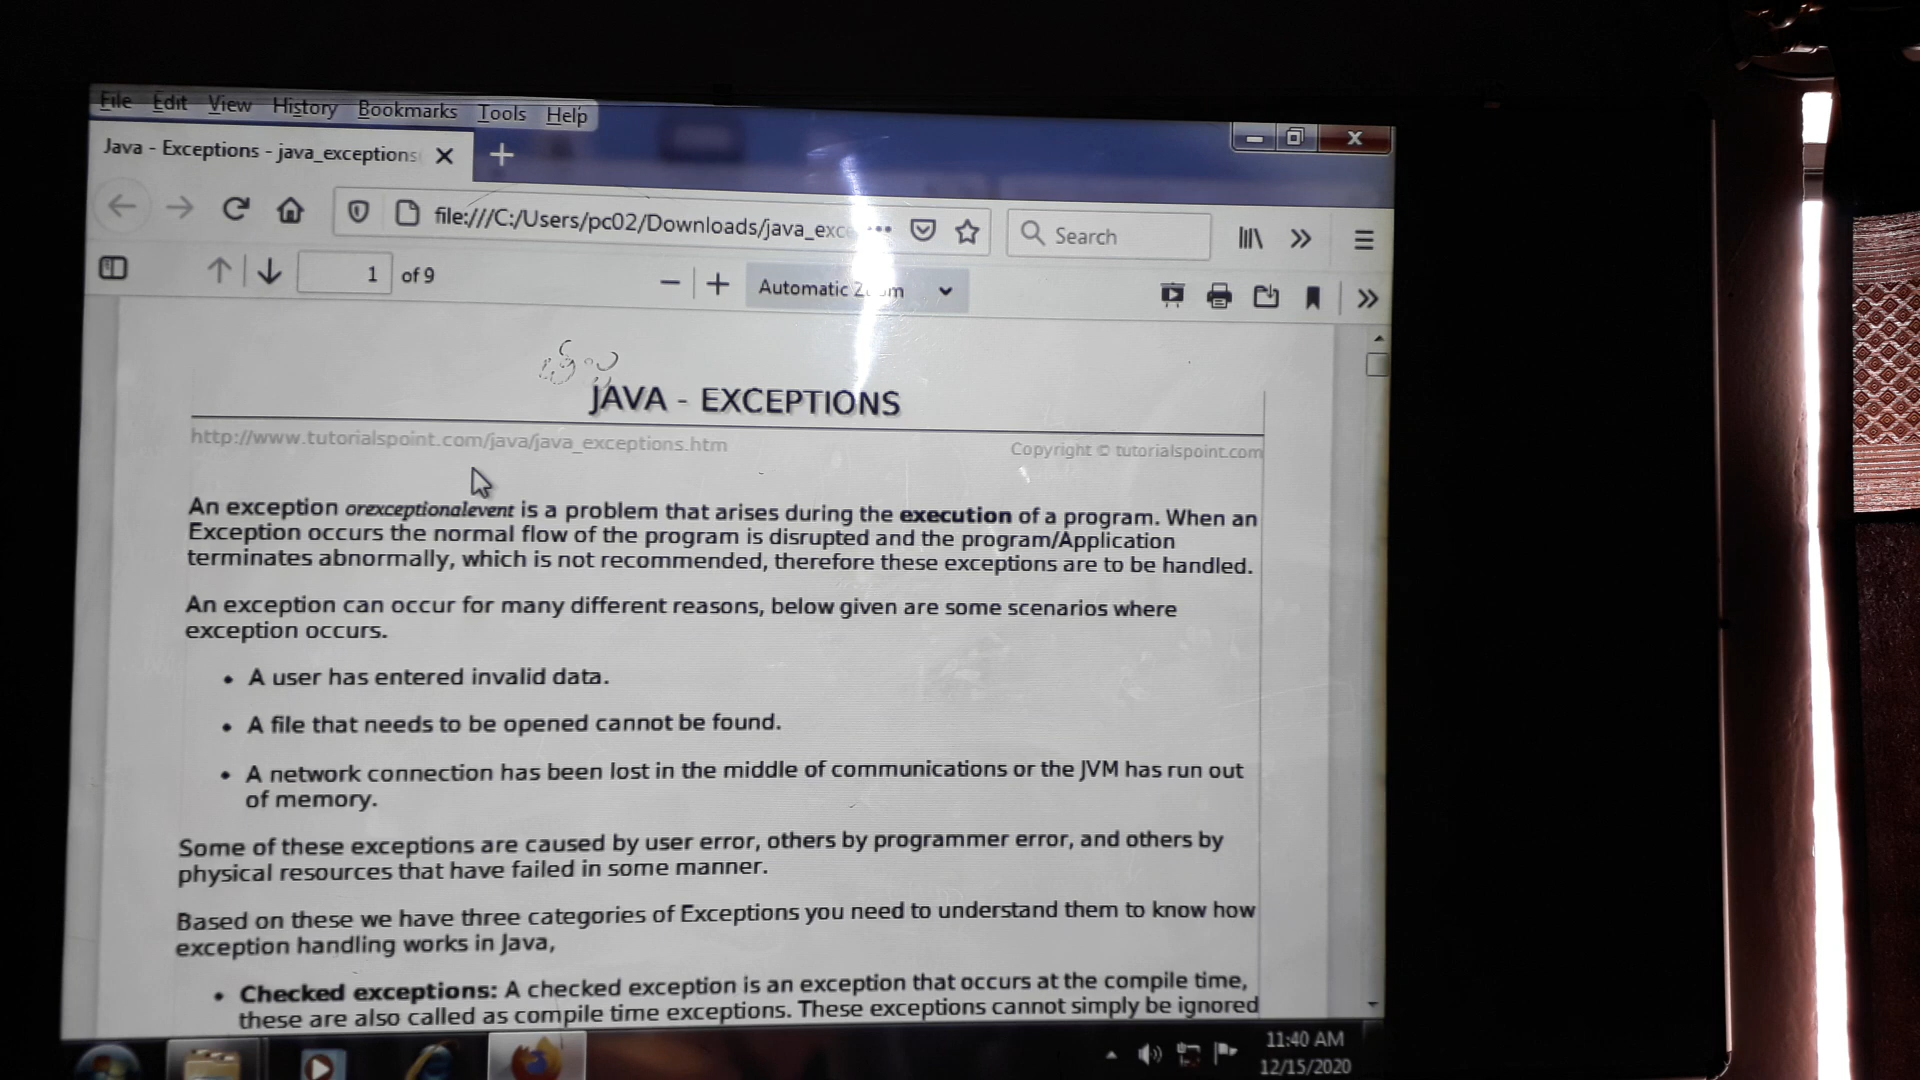 File Edit View History Bookmarks Tools Help
Java - Exceptions - java_exceptions
file:///C:/Users/pc02/Downloads/java_exce
Search
1 of 9
Automatic Zoom
JAVA - EXCEPTIONS
http://www.tutorialspoint.com/java/java_exceptions.htm
Copyright © tutorialspoint.com
An exception orexceptionalevent is a problem that arises during the execution of a program. When an
Exception occurs the normal flow of the program is disrupted and the program/Application
terminates abnormally, which is not recommended, therefore these exceptions are to be handled.
An exception can occur for many different reasons, below given are some scenarios where
exception occurs.
• A user has entered invalid data.
• A file that needs to be opened cannot be found.
• A network connection has been lost in the middle of communications or the JVM has run out
of memory.
Some of these exceptions are caused by user error, others by programmer error, and others by
physical resources that have failed in some manner.
Based on these we have three categories of Exceptions you need to understand them to know how
exception handling works in Java,
• Checked exceptions: A checked exception is an exception that occurs at the compile time,
these are also called as compile time exceptions. These exceptions cannot simply be ignored
11:40 AM
12/15/2020